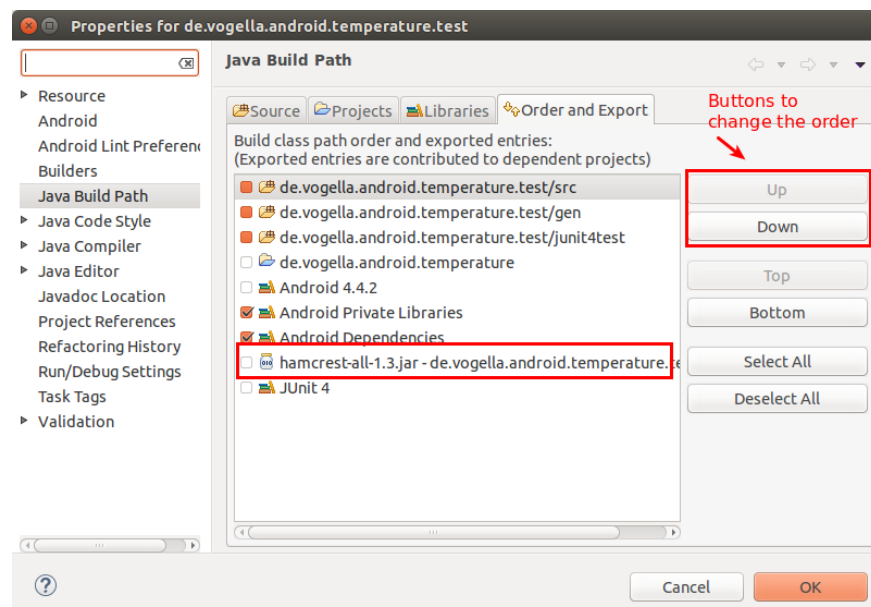 Properties for de.vogella.android.temperature.test
Java Build Path
Resource
Android
Android Lint Preferen
Builders
Java Build Path
Java Code Style
Java Compiler
Java Editor
Javadoc Location
Project References
Refactoring History
Run/Debug Settings
Task Tags
Validation
Source Projects Libraries Order and Export
Build class path order and exported entries:
(Exported entries are contributed to dependent projects)
de.vogella.android.temperature.test/src
de.vogella.android.temperature.test/gen
de.vogella.android.temperature.test/junit4test
de.vogella.android.temperature
Android 4.4.2
Android Private Libraries
Android Dependencies
hamcrest-all-1.3.jar - de.vogella.android.temperature.te
JUnit 4
Buttons to
change the order
Up
Down
Top
Bottom
Select All
Deselect All
Cancel
OK